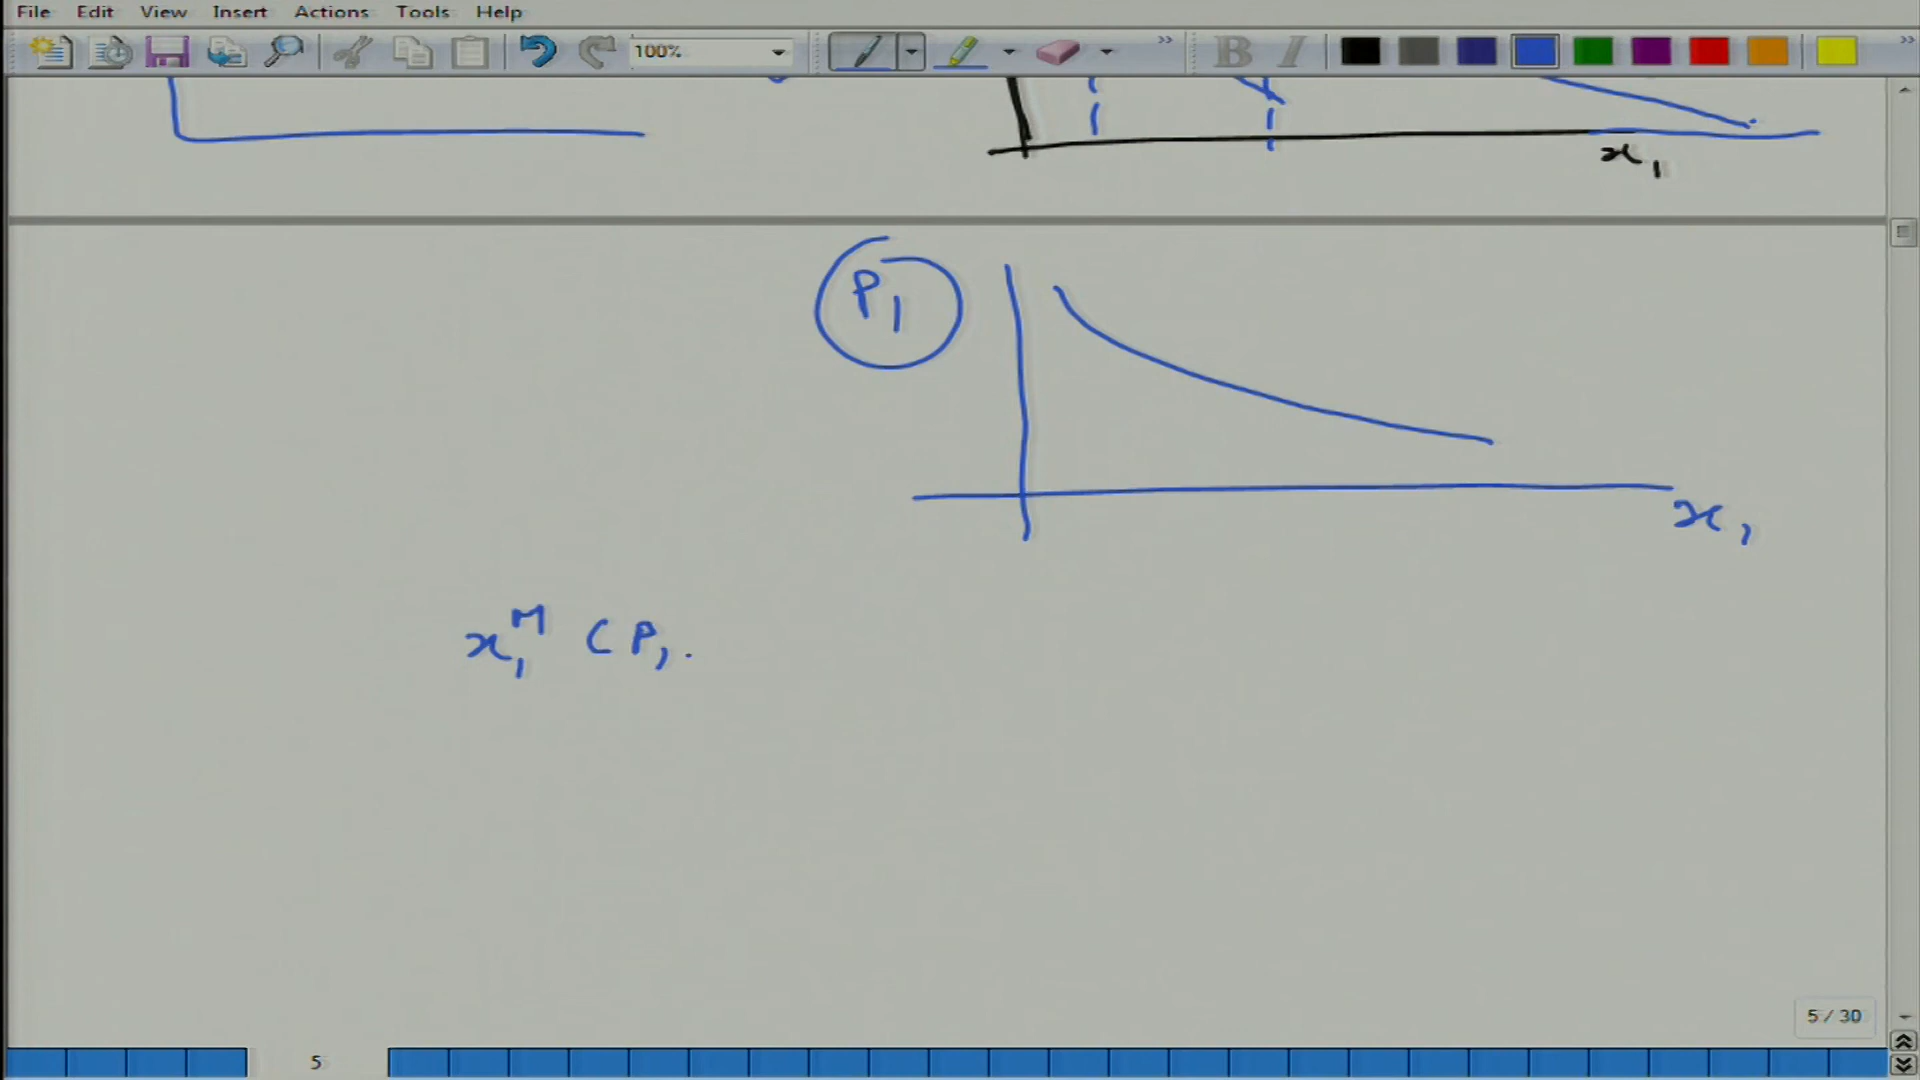 File Edit View Insert Actions Tools Help
100%
B I
x₁
P₁
x₁
x₁ᴹ (P₁.
5 / 30
5